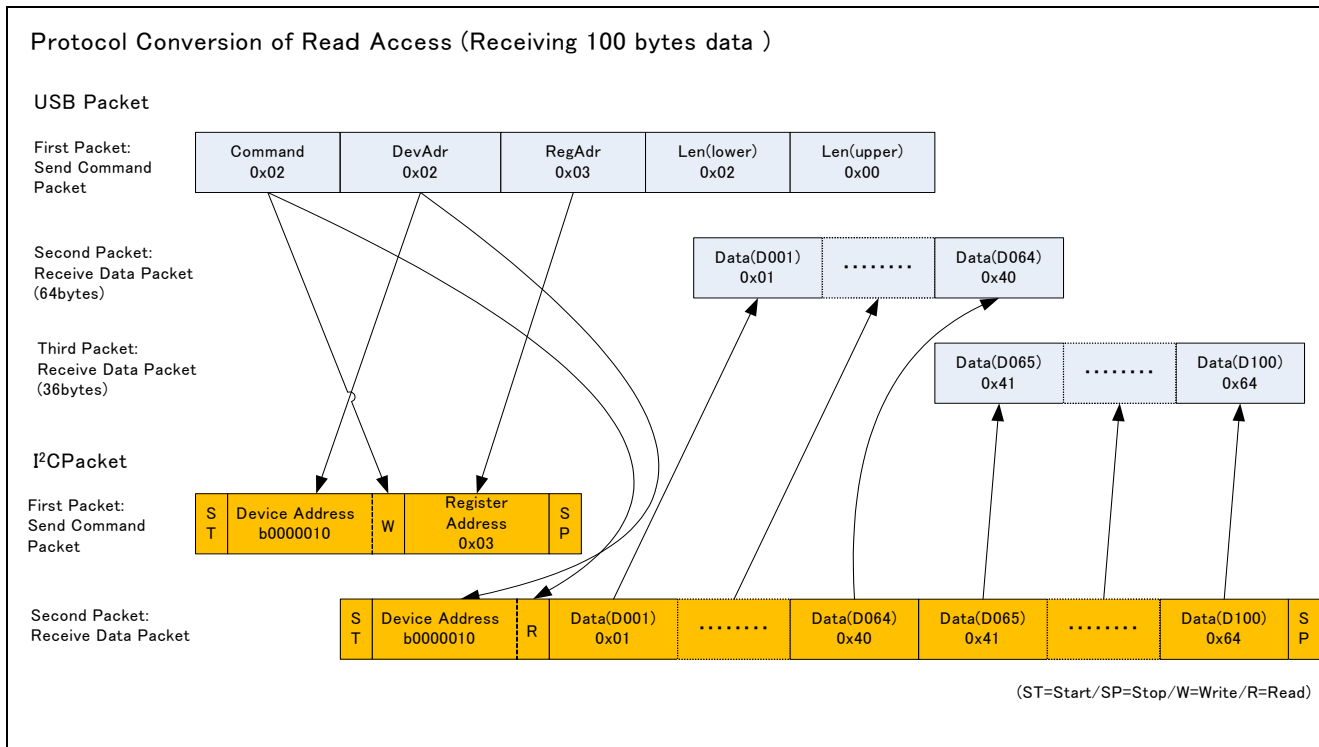 Protocol Conversion of Read Access (Receiving 100 bytes data )
USB Packet
First Packet:
Send Command
Packet
Command
0x02
DevAdr
0x02
RegAdr
0x03
Len(lower)
0x02
Len(upper)
0x00
Second Packet:
Receive Data Packet
(64bytes)
Data(D001)
0x01
････････
Data(D064)
0x40
Third Packet:
Receive Data Packet
(36bytes)
Data(D065)
0x41
････････
Data(D100)
0x64
I²CPacket
First Packet:
Send Command
Packet
S
T
Device Address
b0000010
W
Register
Address
0x03
S
P
Second Packet:
Receive Data Packet
S
T
Device Address
b0000010
R
Data(D001)
0x01
････････
Data(D064)
0x40
Data(D065)
0x41
････････
Data(D100)
0x64
S
P
(ST=Start/SP=Stop/W=Write/R=Read)